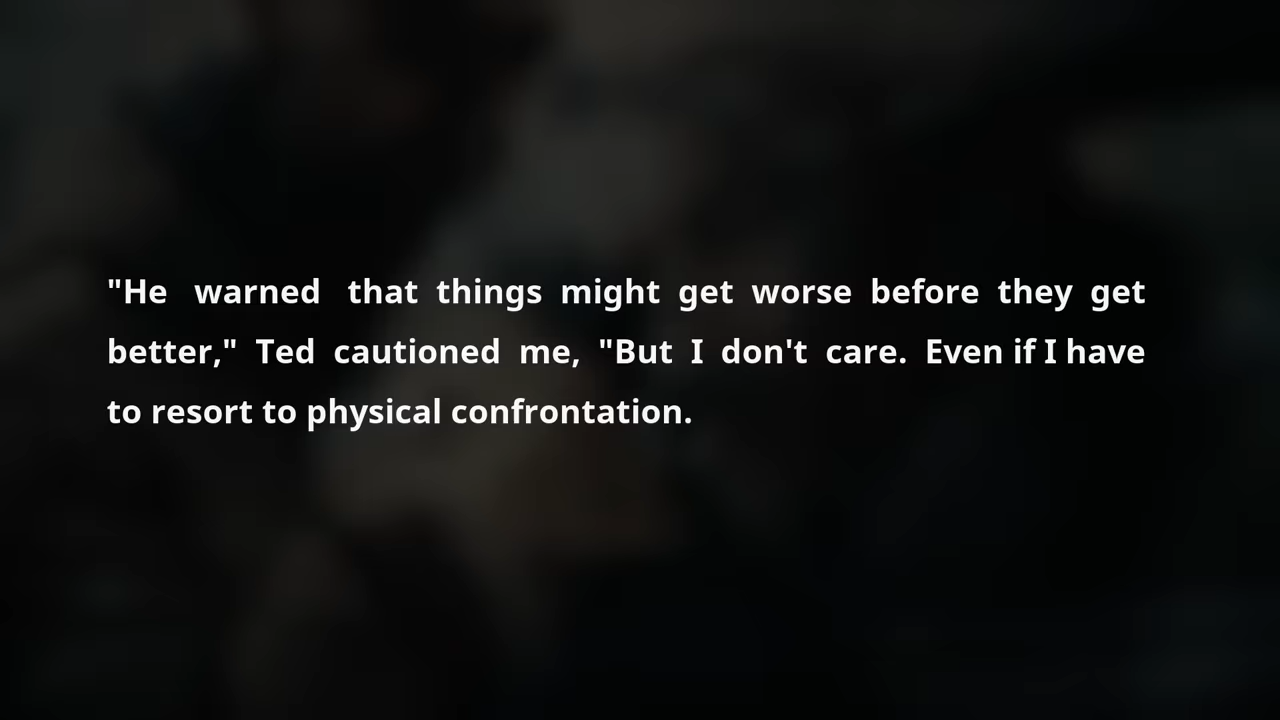 "He warned that things might get worse before they get
better," Ted cautioned me, "But I don't care. Even if I have
to resort to physical confrontation.